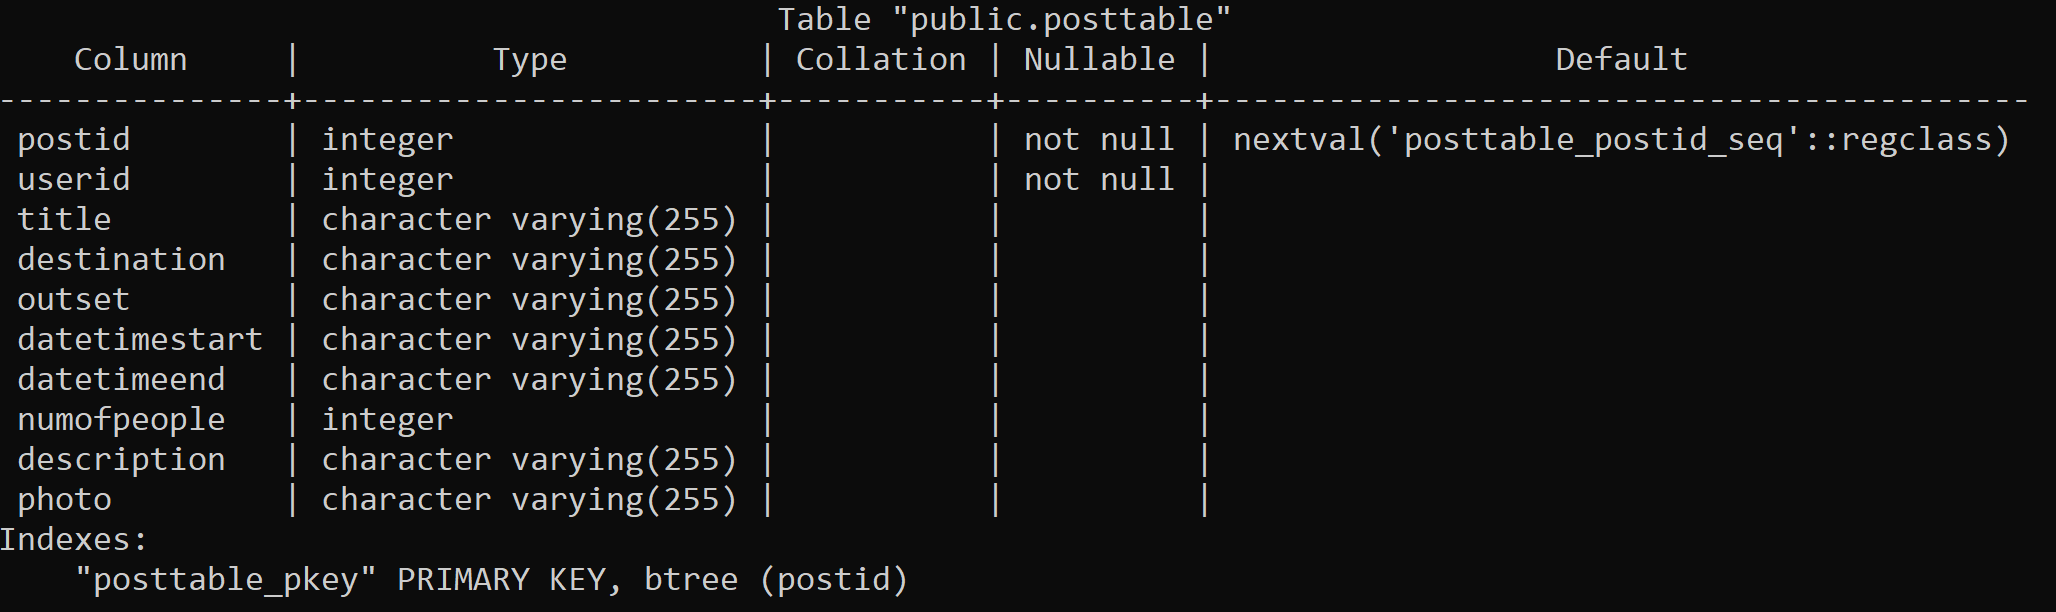 Table "public.posttable"
    Column     |          Type          | Collation | Nullable |                  Default
---------------+------------------------+-----------+----------+-------------------------------------------
 postid        | integer                |           | not null | nextval('posttable_postid_seq'::regclass)
 userid        | integer                |           | not null |
 title         | character varying(255) |           |          |
 destination   | character varying(255) |           |          |
 outset        | character varying(255) |           |          |
 datetimestart | character varying(255) |           |          |
 datetimeend   | character varying(255) |           |          |
 numofpeople   | integer                |           |          |
 description   | character varying(255) |           |          |
 photo         | character varying(255) |           |          |
Indexes:
    "posttable_pkey" PRIMARY KEY, btree (postid)